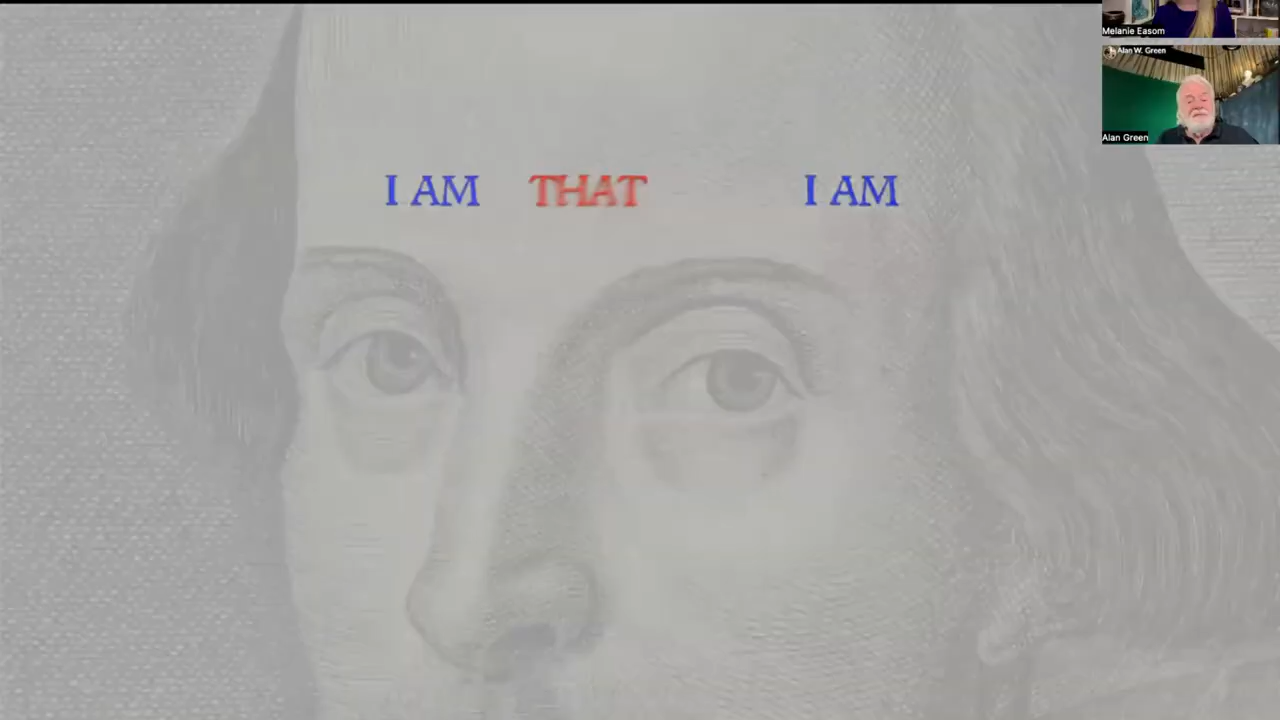 Melanie Easom
Alan W. Green
Alan Green
I AM THAT I AM